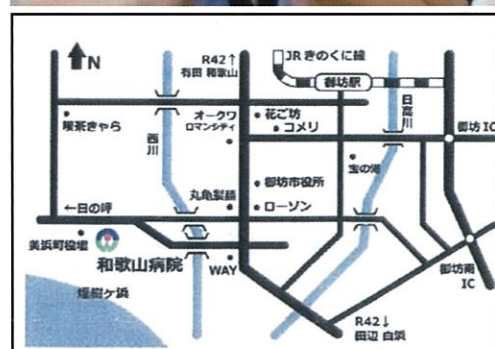 N
R42↑
有田 和歌山
JRきのくに線
御坊駅
日高川
喫茶きゃら
西川
オークワ
ロマンシティ
花ご坊
コメリ
御坊IC
宝の湯
御坊市役所
丸亀製麺
ローソン
←日の岬
美浜町役場
和歌山病院
WAY
煙樹ヶ浜
御坊南
IC
R42↓
田辺 白浜